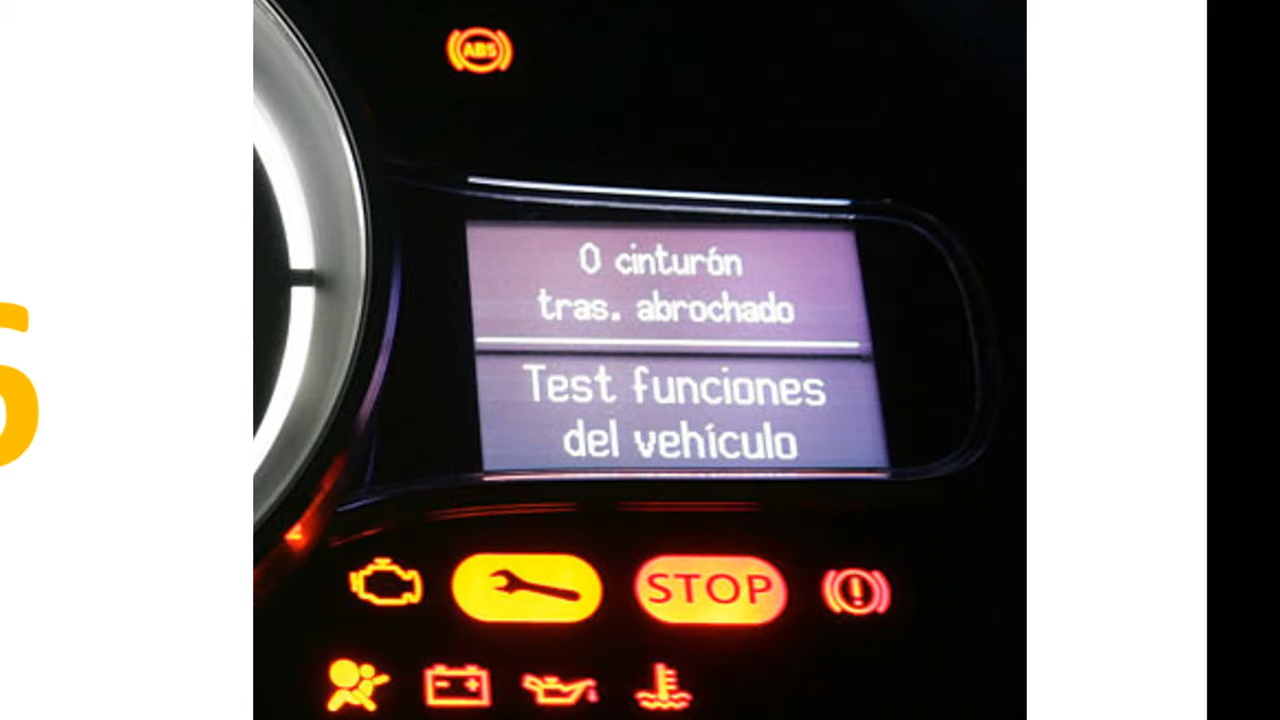 ABS
0 cinturón
tras. abrochado
Test funciones
del vehículo
STOP